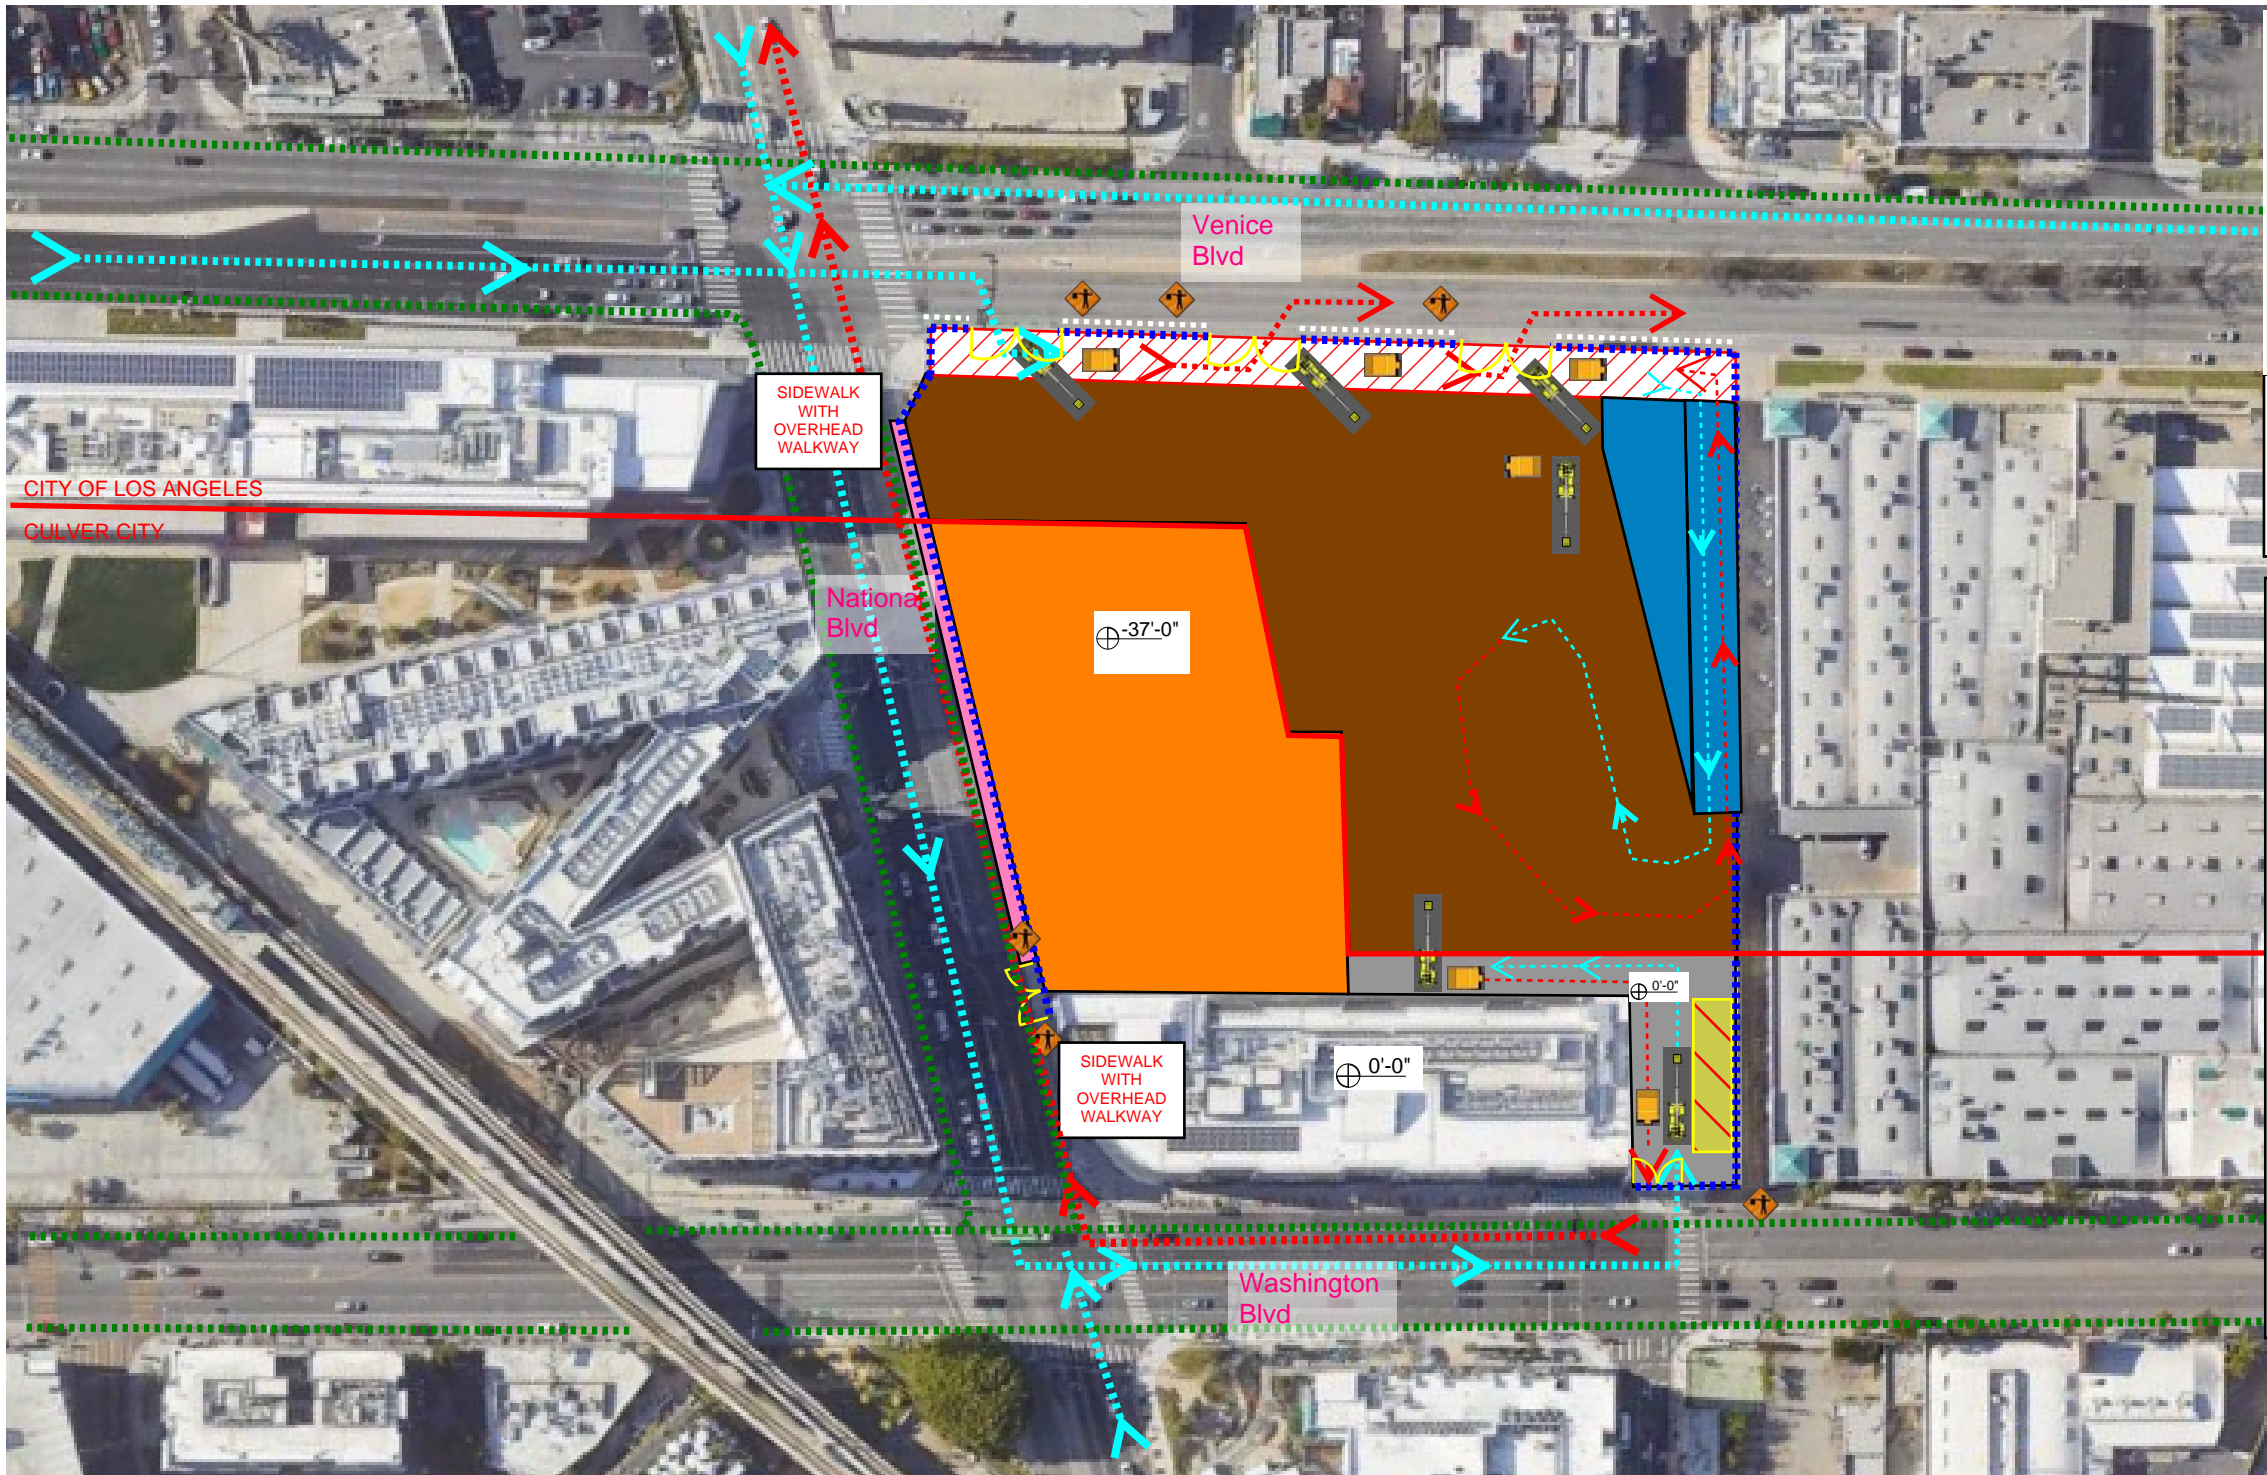 Venice
Blvd
SIDEWALK
WITH
OVERHEAD
WALKWAY
CITY OF LOS ANGELES
CULVER CITY
National
Blvd
-37'-0"
0'-0"
0'-0"
SIDEWALK
WITH
OVERHEAD
WALKWAY
Washington
Blvd